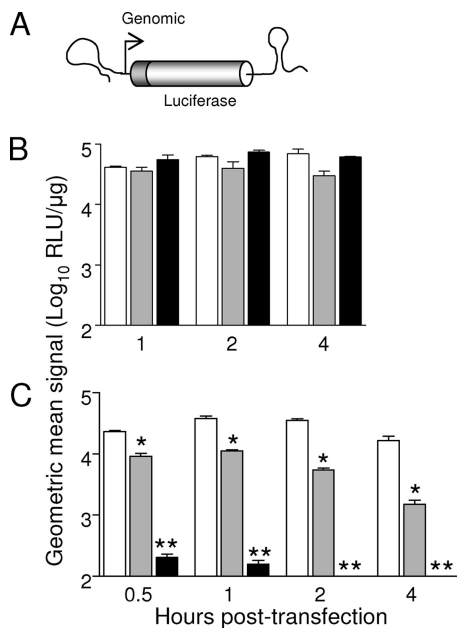 A
Genomic
Luciferase
B
5
4
3
2
1 2 4
C
5
4
3
2
* ** * ** * ** * **
0.5 1 2 4
Hours post-transfection
Geometric mean signal (Log10 RLU/µg)